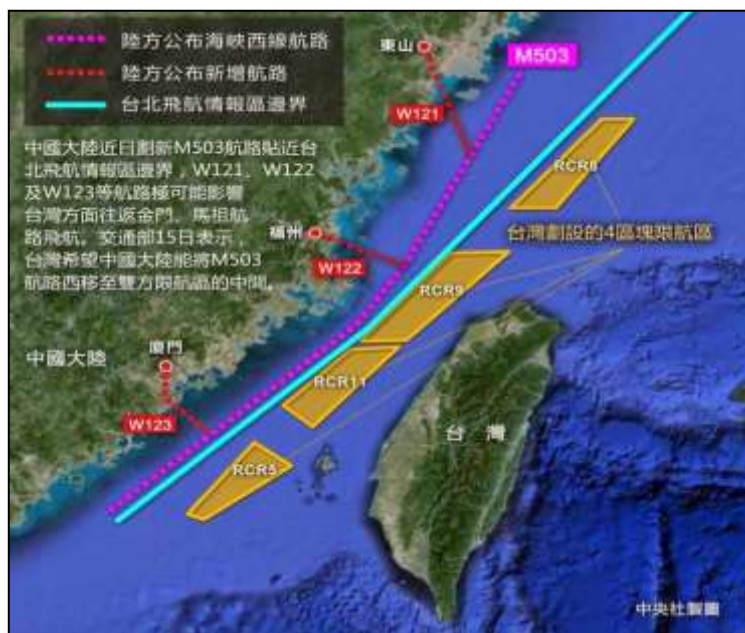 陸方公布海峽西線航路
陸方公布新增航路
台北飛航情報區邊界
東山
M503
W121
中國大陸近日劃新M503航路貼近台
北飛航情報區邊界，W121、W122
及W123等航路極可能影響
台灣方面往返金門、馬祖航
路飛航。交通部15日表示，
台灣希望中國大陸能將M503
航路西移至雙方限航區的中間。
RCR8
台灣劃設的4區塊限航區
福州
W122
RCR9
中國大陸
廈門
RCR11
W123
台灣
RCR5
中央社製圖